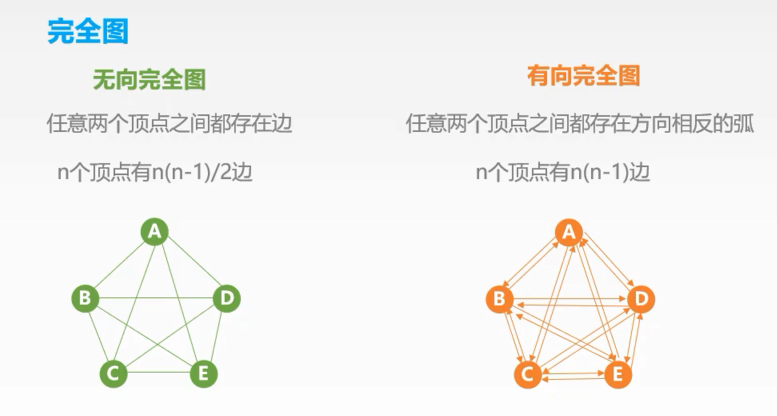 完全图
无向完全图
任意两个顶点之间都存在边
n个顶点有n(n-1)/2边
A
B
D
C
E
有向完全图
任意两个顶点之间都存在方向相反的弧
n个顶点有n(n-1)边
A
B
D
C
E